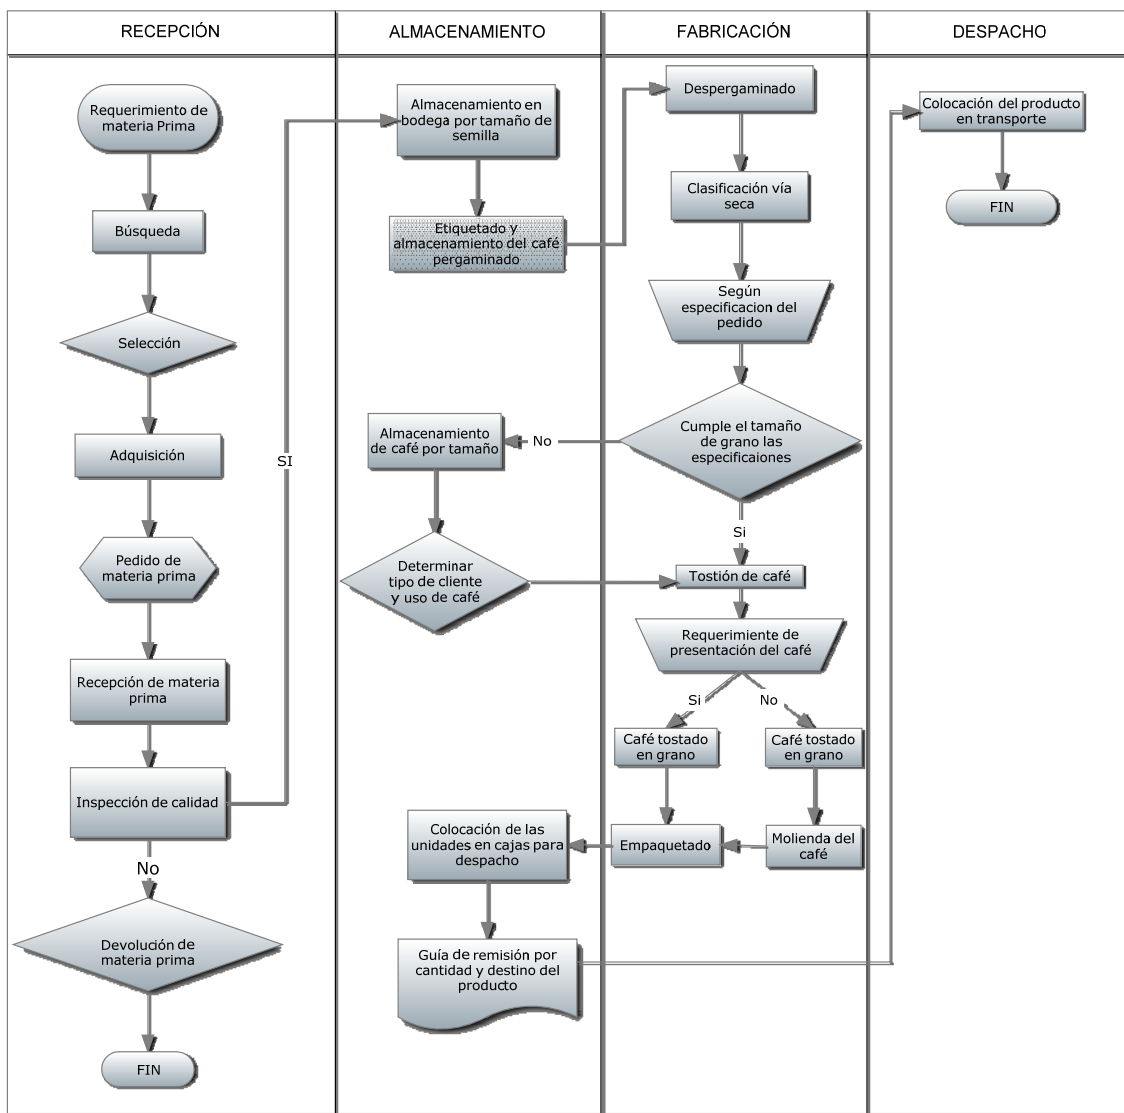 RECEPCIÓN
ALMACENAMIENTO
FABRICACIÓN
DESPACHO
Requerimiento de
materia Prima
Búsqueda
Selección
Adquisición
Pedido de
materia prima
Recepción de materia
prima
Inspección de calidad
SI
No
Devolución de
materia prima
FIN
Almacenamiento en
bodega por tamaño de
semilla
Etiquetado y
almacenamiento del café
pergaminado
Almacenamiento
de café por tamaño
No
Determinar
tipo de cliente
y uso de café
Colocación de las
unidades en cajas para
despacho
Guía de remisión por
cantidad y destino del
producto
Despergaminado
Clasificación vía
seca
Según
especificacion del
pedido
Cumple el tamaño
de grano las
especificaiones
Si
Tostión de café
Requerimiente de
presentación del café
Si
No
Café tostado
en grano
Café tostado
en grano
Empaquetado
Molienda del
café
Colocación del producto
en transporte
FIN